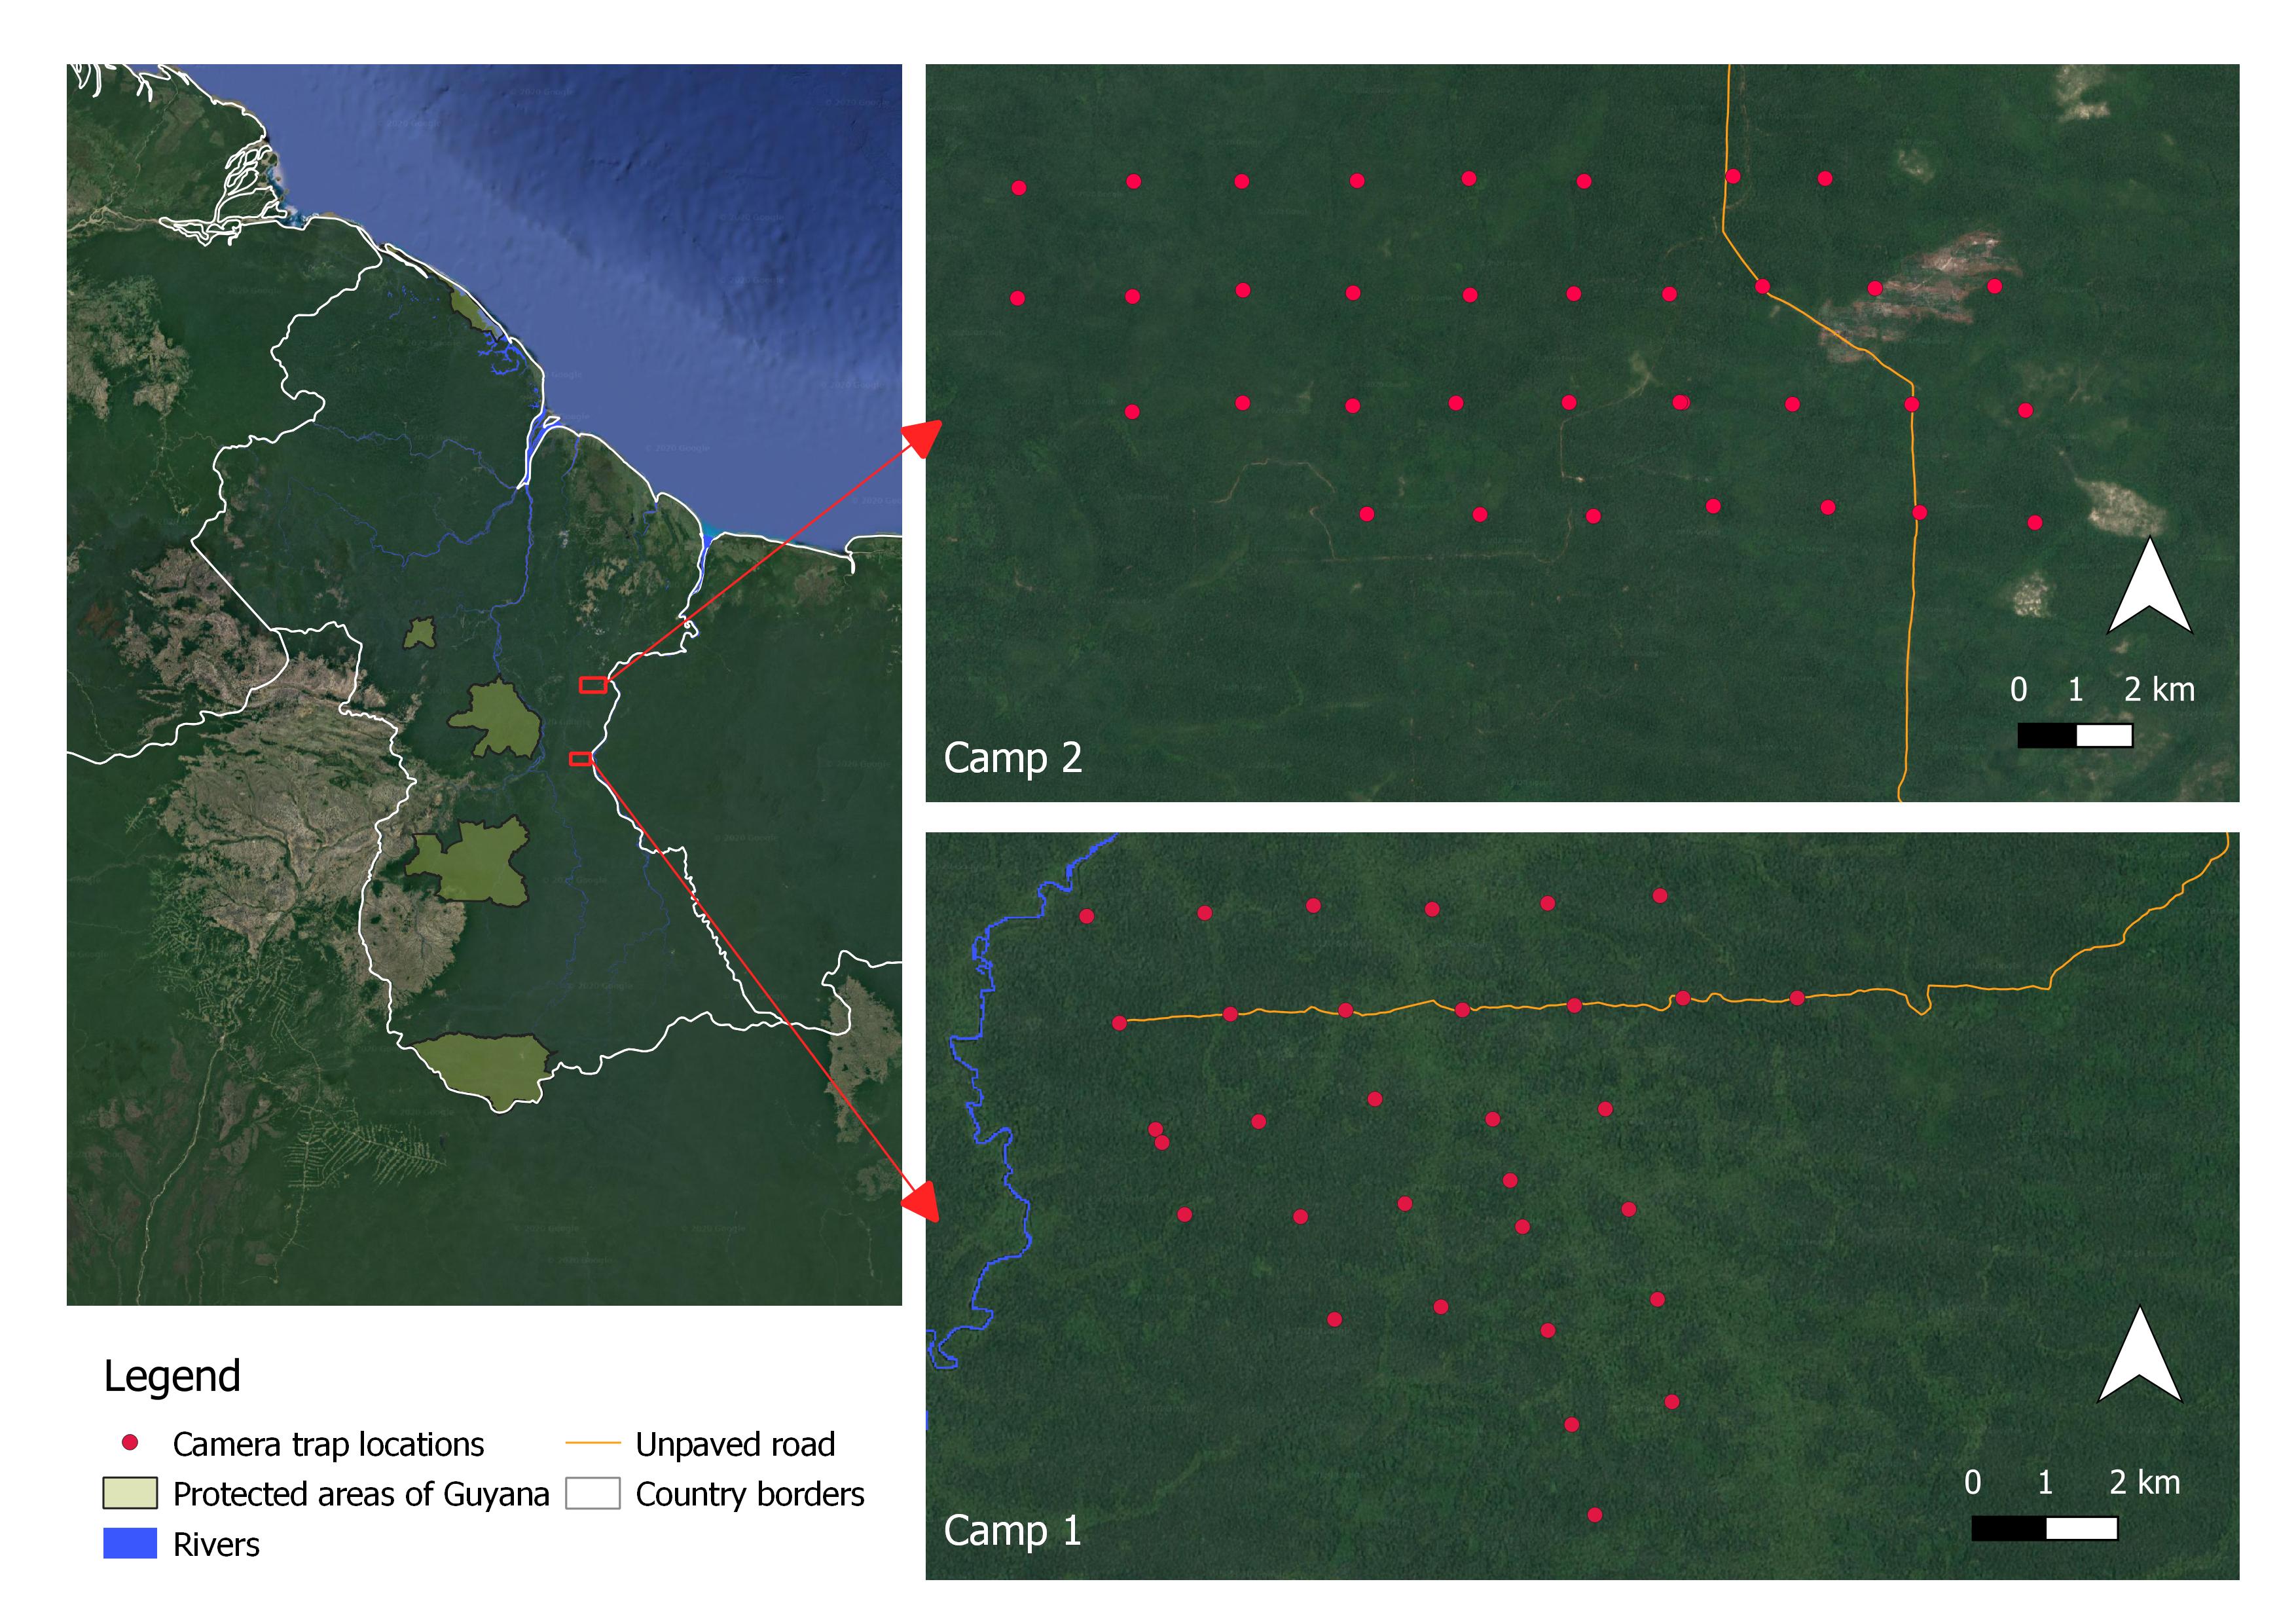 Camp 2
0 1 2 km
Camp 1
0 1 2 km
Legend
Camera trap locations
Protected areas of Guyana
Rivers
Unpaved road
Country borders